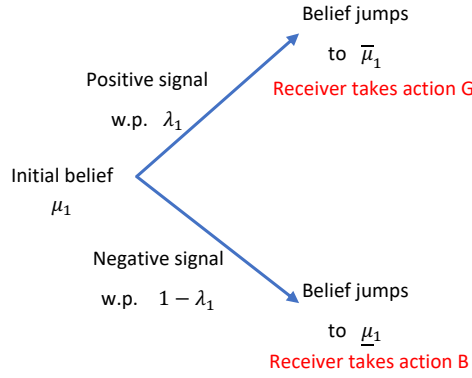 Belief jumps
to μ̅₁
Receiver takes action G
Positive signal
w.p. λ₁
Initial belief
μ₁
Negative signal
w.p. 1 − λ₁
Belief jumps
to μ̲₁
Receiver takes action B